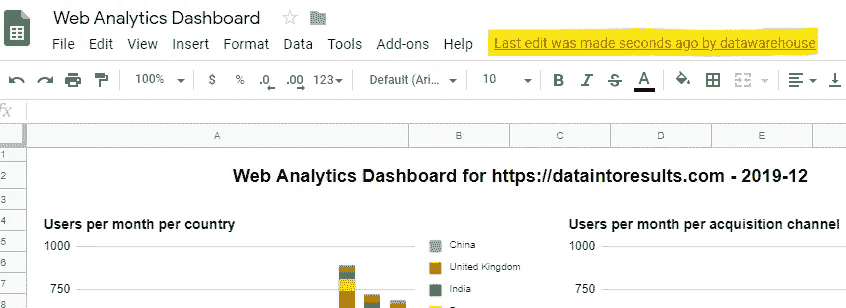 Web Analytics Dashboard
File Edit View Insert Format Data Tools Add-ons Help Last edit was made seconds ago by datawarehouse
100% $ % .0 .00 123 Default (Ari... 10 B I S A
fx
A B C D E
1
2 Web Analytics Dashboard for https://dataintoresults.com - 2019-12
3
4 Users per month per country Users per month per acquisition channel
5 1000 China 1000
6 United Kingdom
7 750 India 750
8